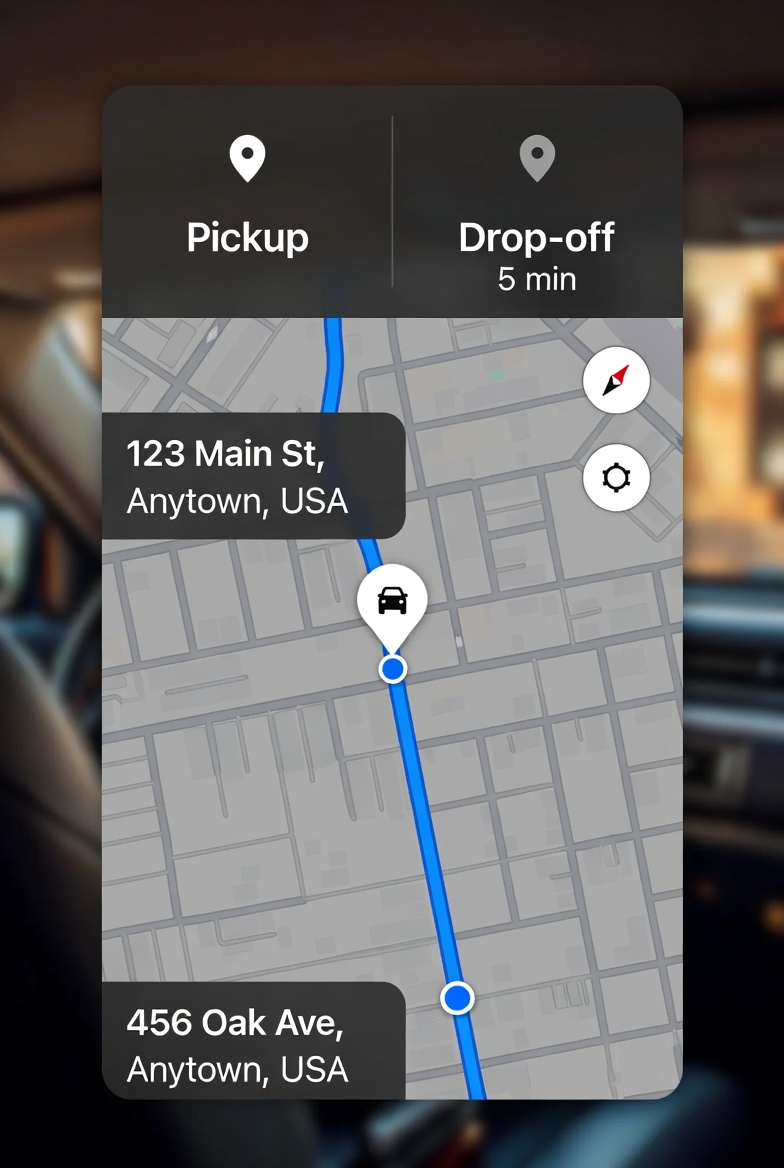 Pickup
Drop-off
5 min
123 Main St,
Anytown, USA
456 Oak Ave,
Anytown, USA